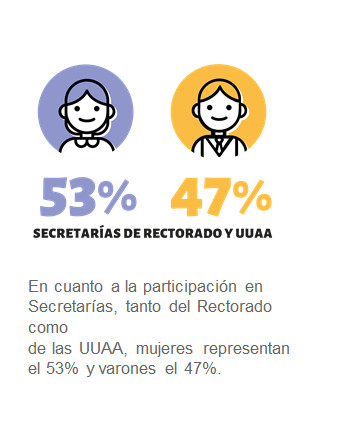 53% 47%
SECRETARÍAS DE RECTORADO Y UUAA
En cuanto a la participación en
Secretarías, tanto del Rectorado
como
de las UUAA, mujeres representan
el 53% y varones el 47%.